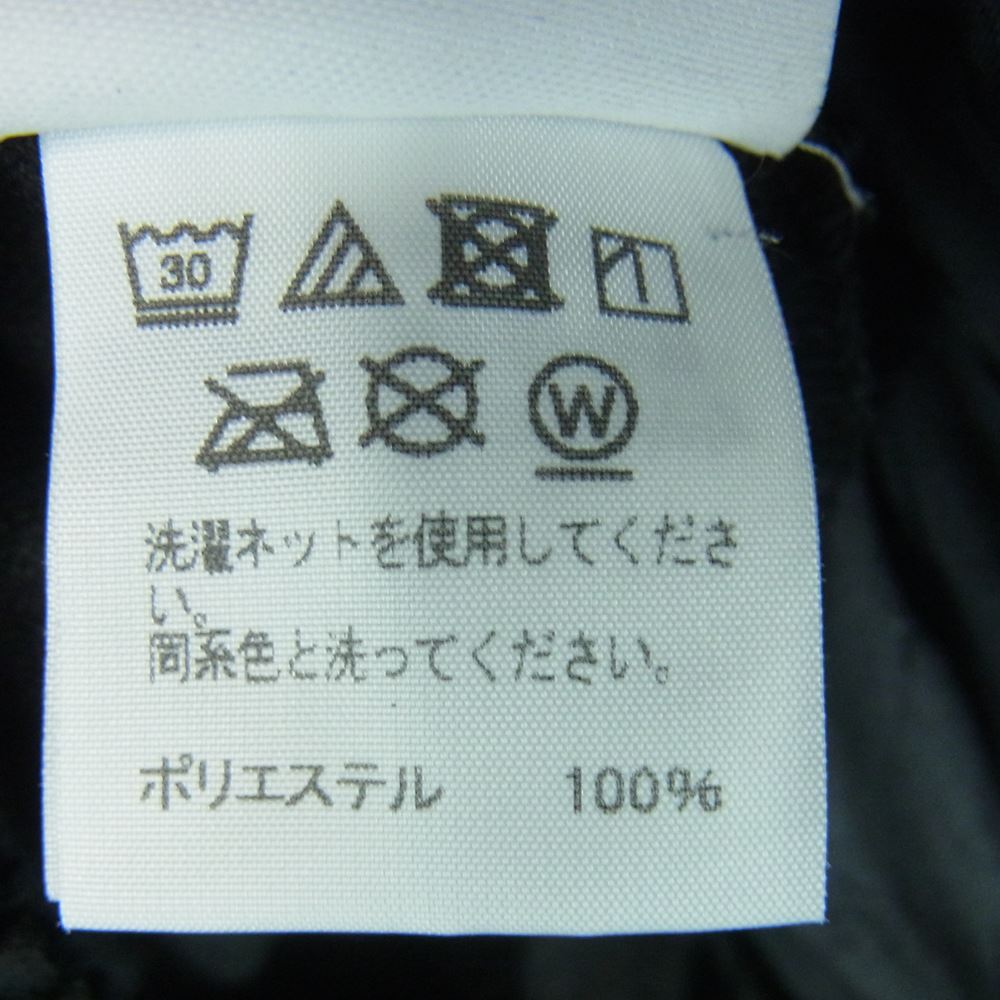 30
W
洗濯ネットを使用してくださ
い。
同系色と洗ってください。
ポリエステル 100%